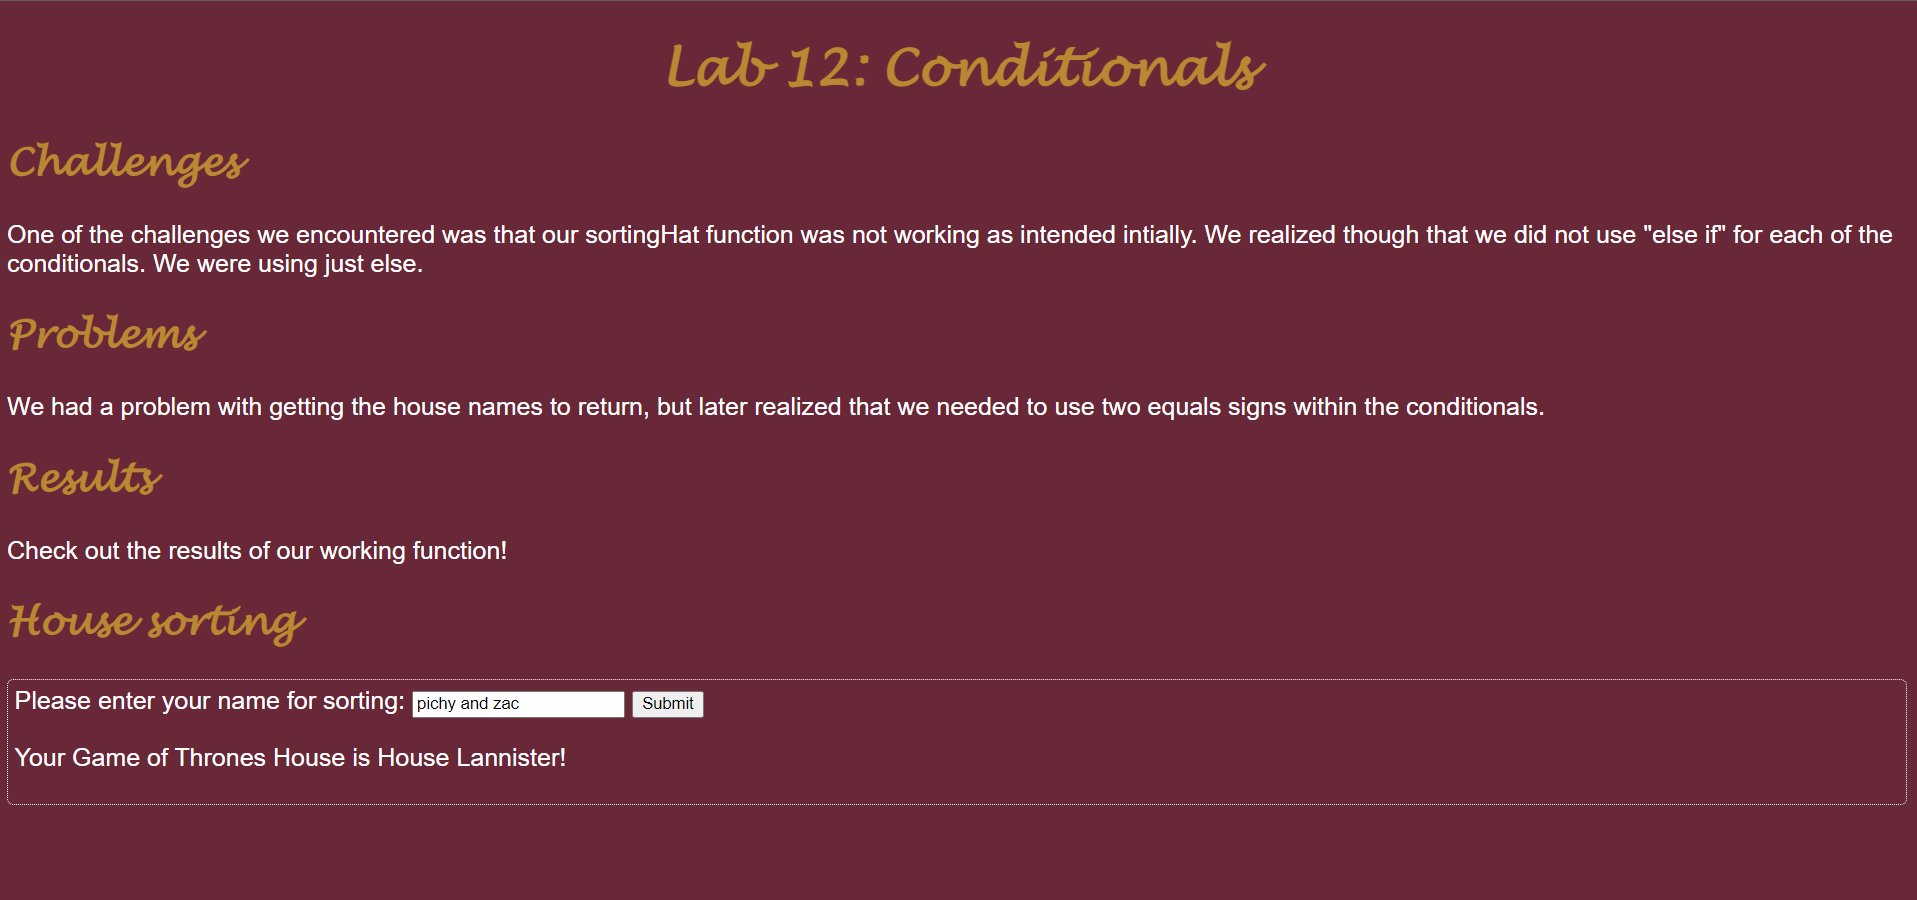 Lab 12: Conditionals
Challenges
One of the challenges we encountered was that our sortingHat function was not working as intended intially. We realized though that we did not use "else if" for each of the
conditionals. We were using just else.
Problems
We had a problem with getting the house names to return, but later realized that we needed to use two equals signs within the conditionals.
Results
Check out the results of our working function!
House sorting
Please enter your name for sorting: pichy and zac Submit
Your Game of Thrones House is House Lannister!